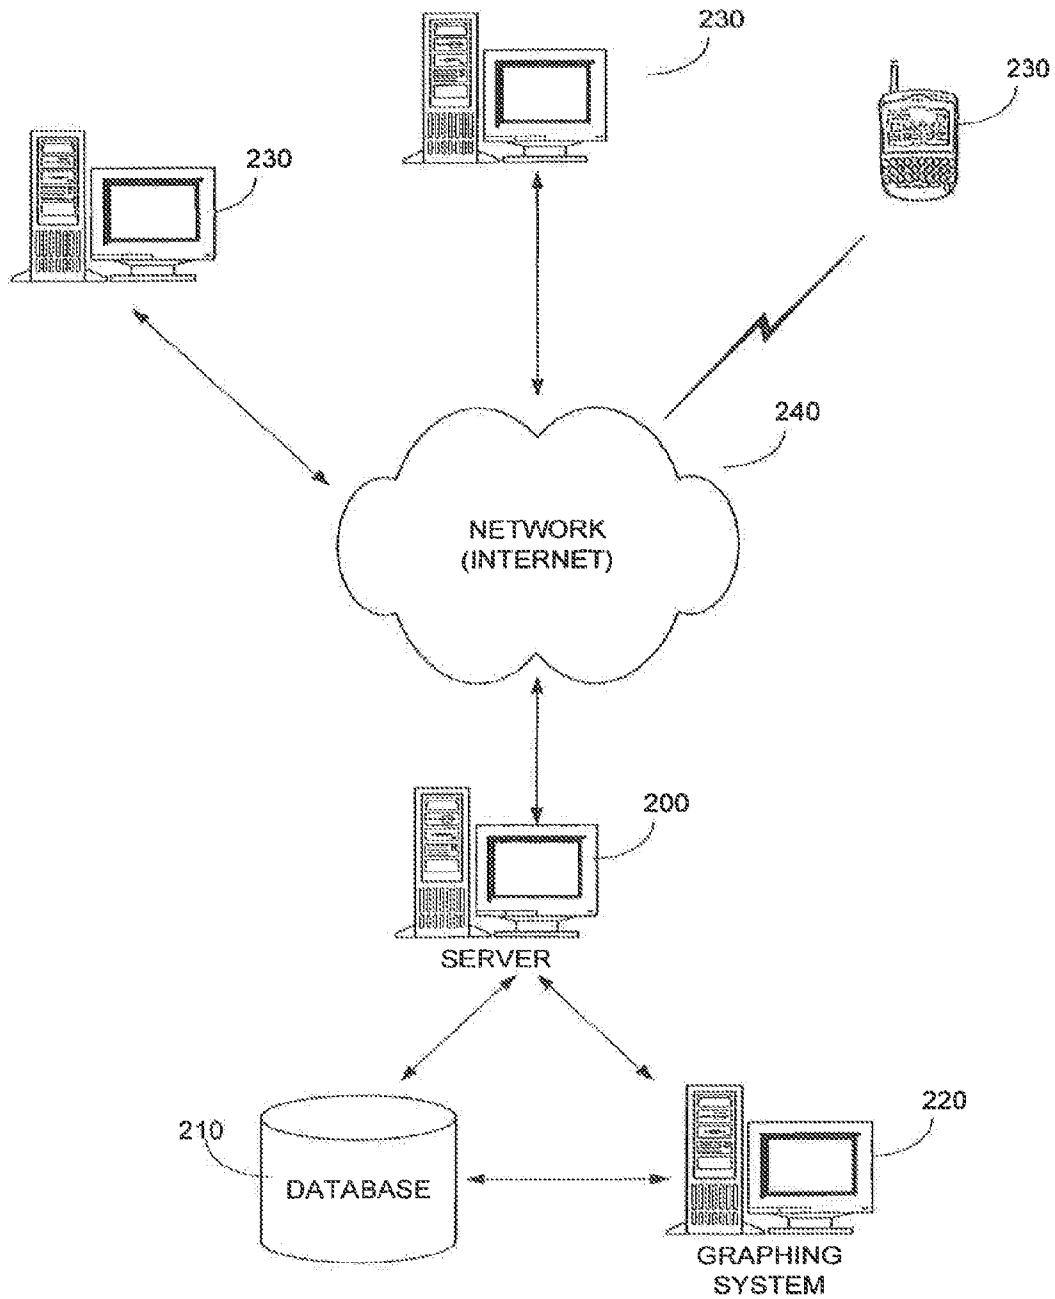 230
230
230
240
NETWORK
(INTERNET)
200
SERVER
210
DATABASE
220
GRAPHING
SYSTEM